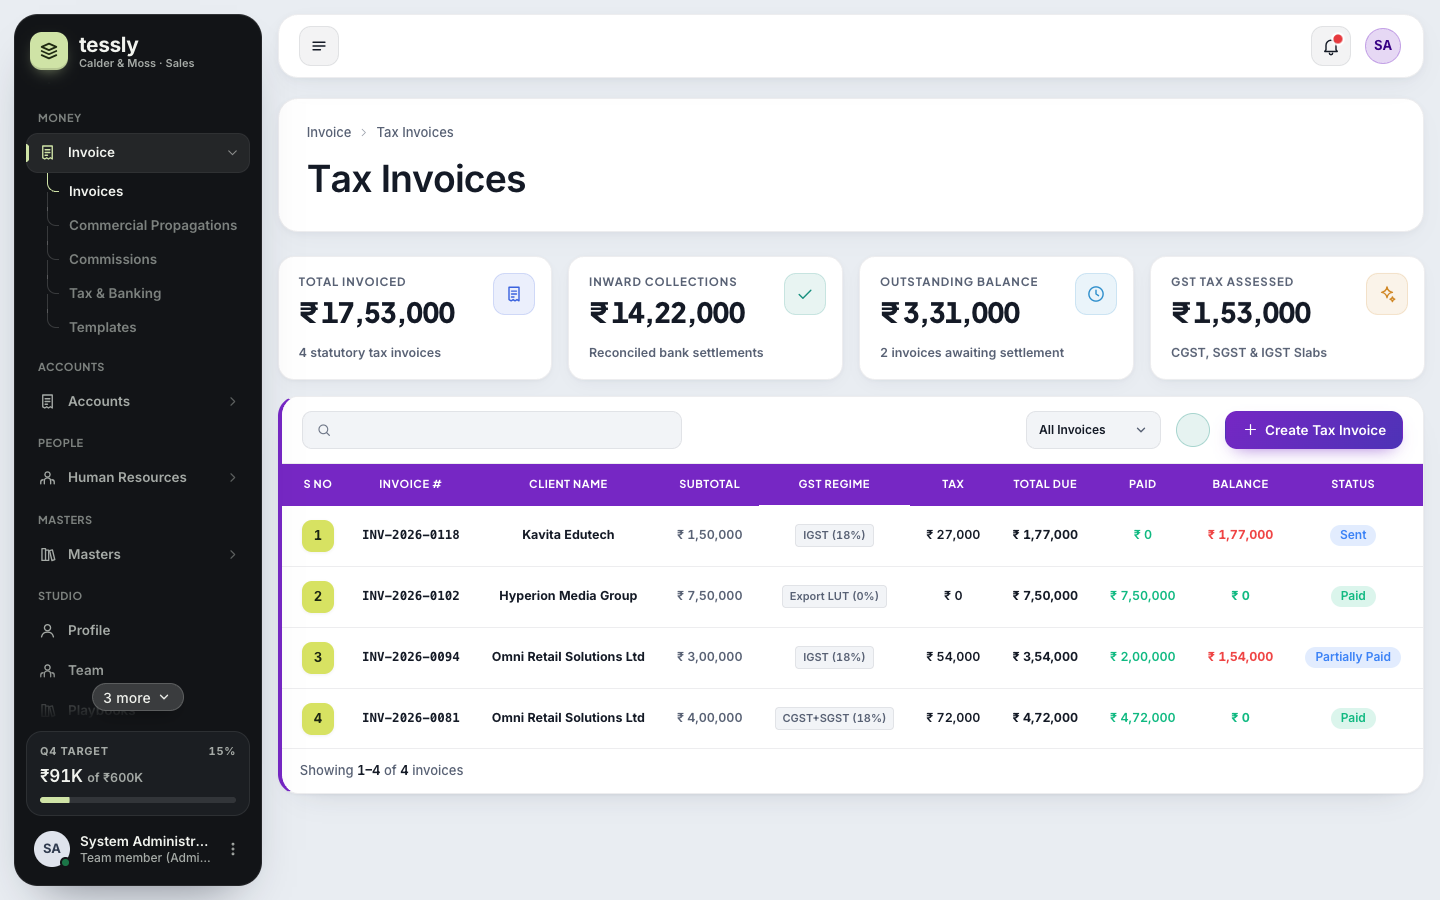 tessly
Calder & Moss · Sales
MONEY
Invoice
Invoices
Commercial Propagations
Commissions
Tax & Banking
Templates
ACCOUNTS
Accounts
PEOPLE
Human Resources
MASTERS
Masters
STUDIO
Profile
Team
Playbooks
3 more
Q4 TARGET 15%
₹91K of ₹600K
SA
System Administr...
Team member (Admi...
SA
Invoice > Tax Invoices
Tax Invoices
TOTAL INVOICED
₹17,53,000
4 statutory tax invoices
INWARD COLLECTIONS
₹14,22,000
Reconciled bank settlements
OUTSTANDING BALANCE
₹3,31,000
2 invoices awaiting settlement
GST TAX ASSESSED
₹1,53,000
CGST, SGST & IGST Slabs
All Invoices
+ Create Tax Invoice
S NO INVOICE # CLIENT NAME SUBTOTAL GST REGIME TAX TOTAL DUE PAID BALANCE STATUS
1 INV-2026-0118 Kavita Edutech ₹ 1,50,000 IGST (18%) ₹ 27,000 ₹ 1,77,000 ₹ 0 ₹ 1,77,000 Sent
2 INV-2026-0102 Hyperion Media Group ₹ 7,50,000 Export LUT (0%) ₹ 0 ₹ 7,50,000 ₹ 7,50,000 ₹ 0 Paid
3 INV-2026-0094 Omni Retail Solutions Ltd ₹ 3,00,000 IGST (18%) ₹ 54,000 ₹ 3,54,000 ₹ 2,00,000 ₹ 1,54,000 Partially Paid
4 INV-2026-0081 Omni Retail Solutions Ltd ₹ 4,00,000 CGST+SGST (18%) ₹ 72,000 ₹ 4,72,000 ₹ 4,72,000 ₹ 0 Paid
Showing 1–4 of 4 invoices